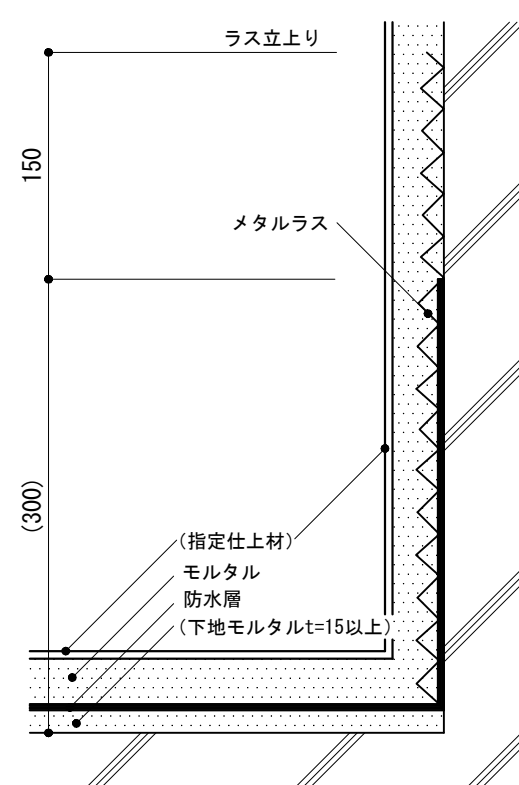 ラス立上り
150
メタルラス
(300)
(指定仕上材)
モルタル
防水層
(下地モルタルt=15以上)